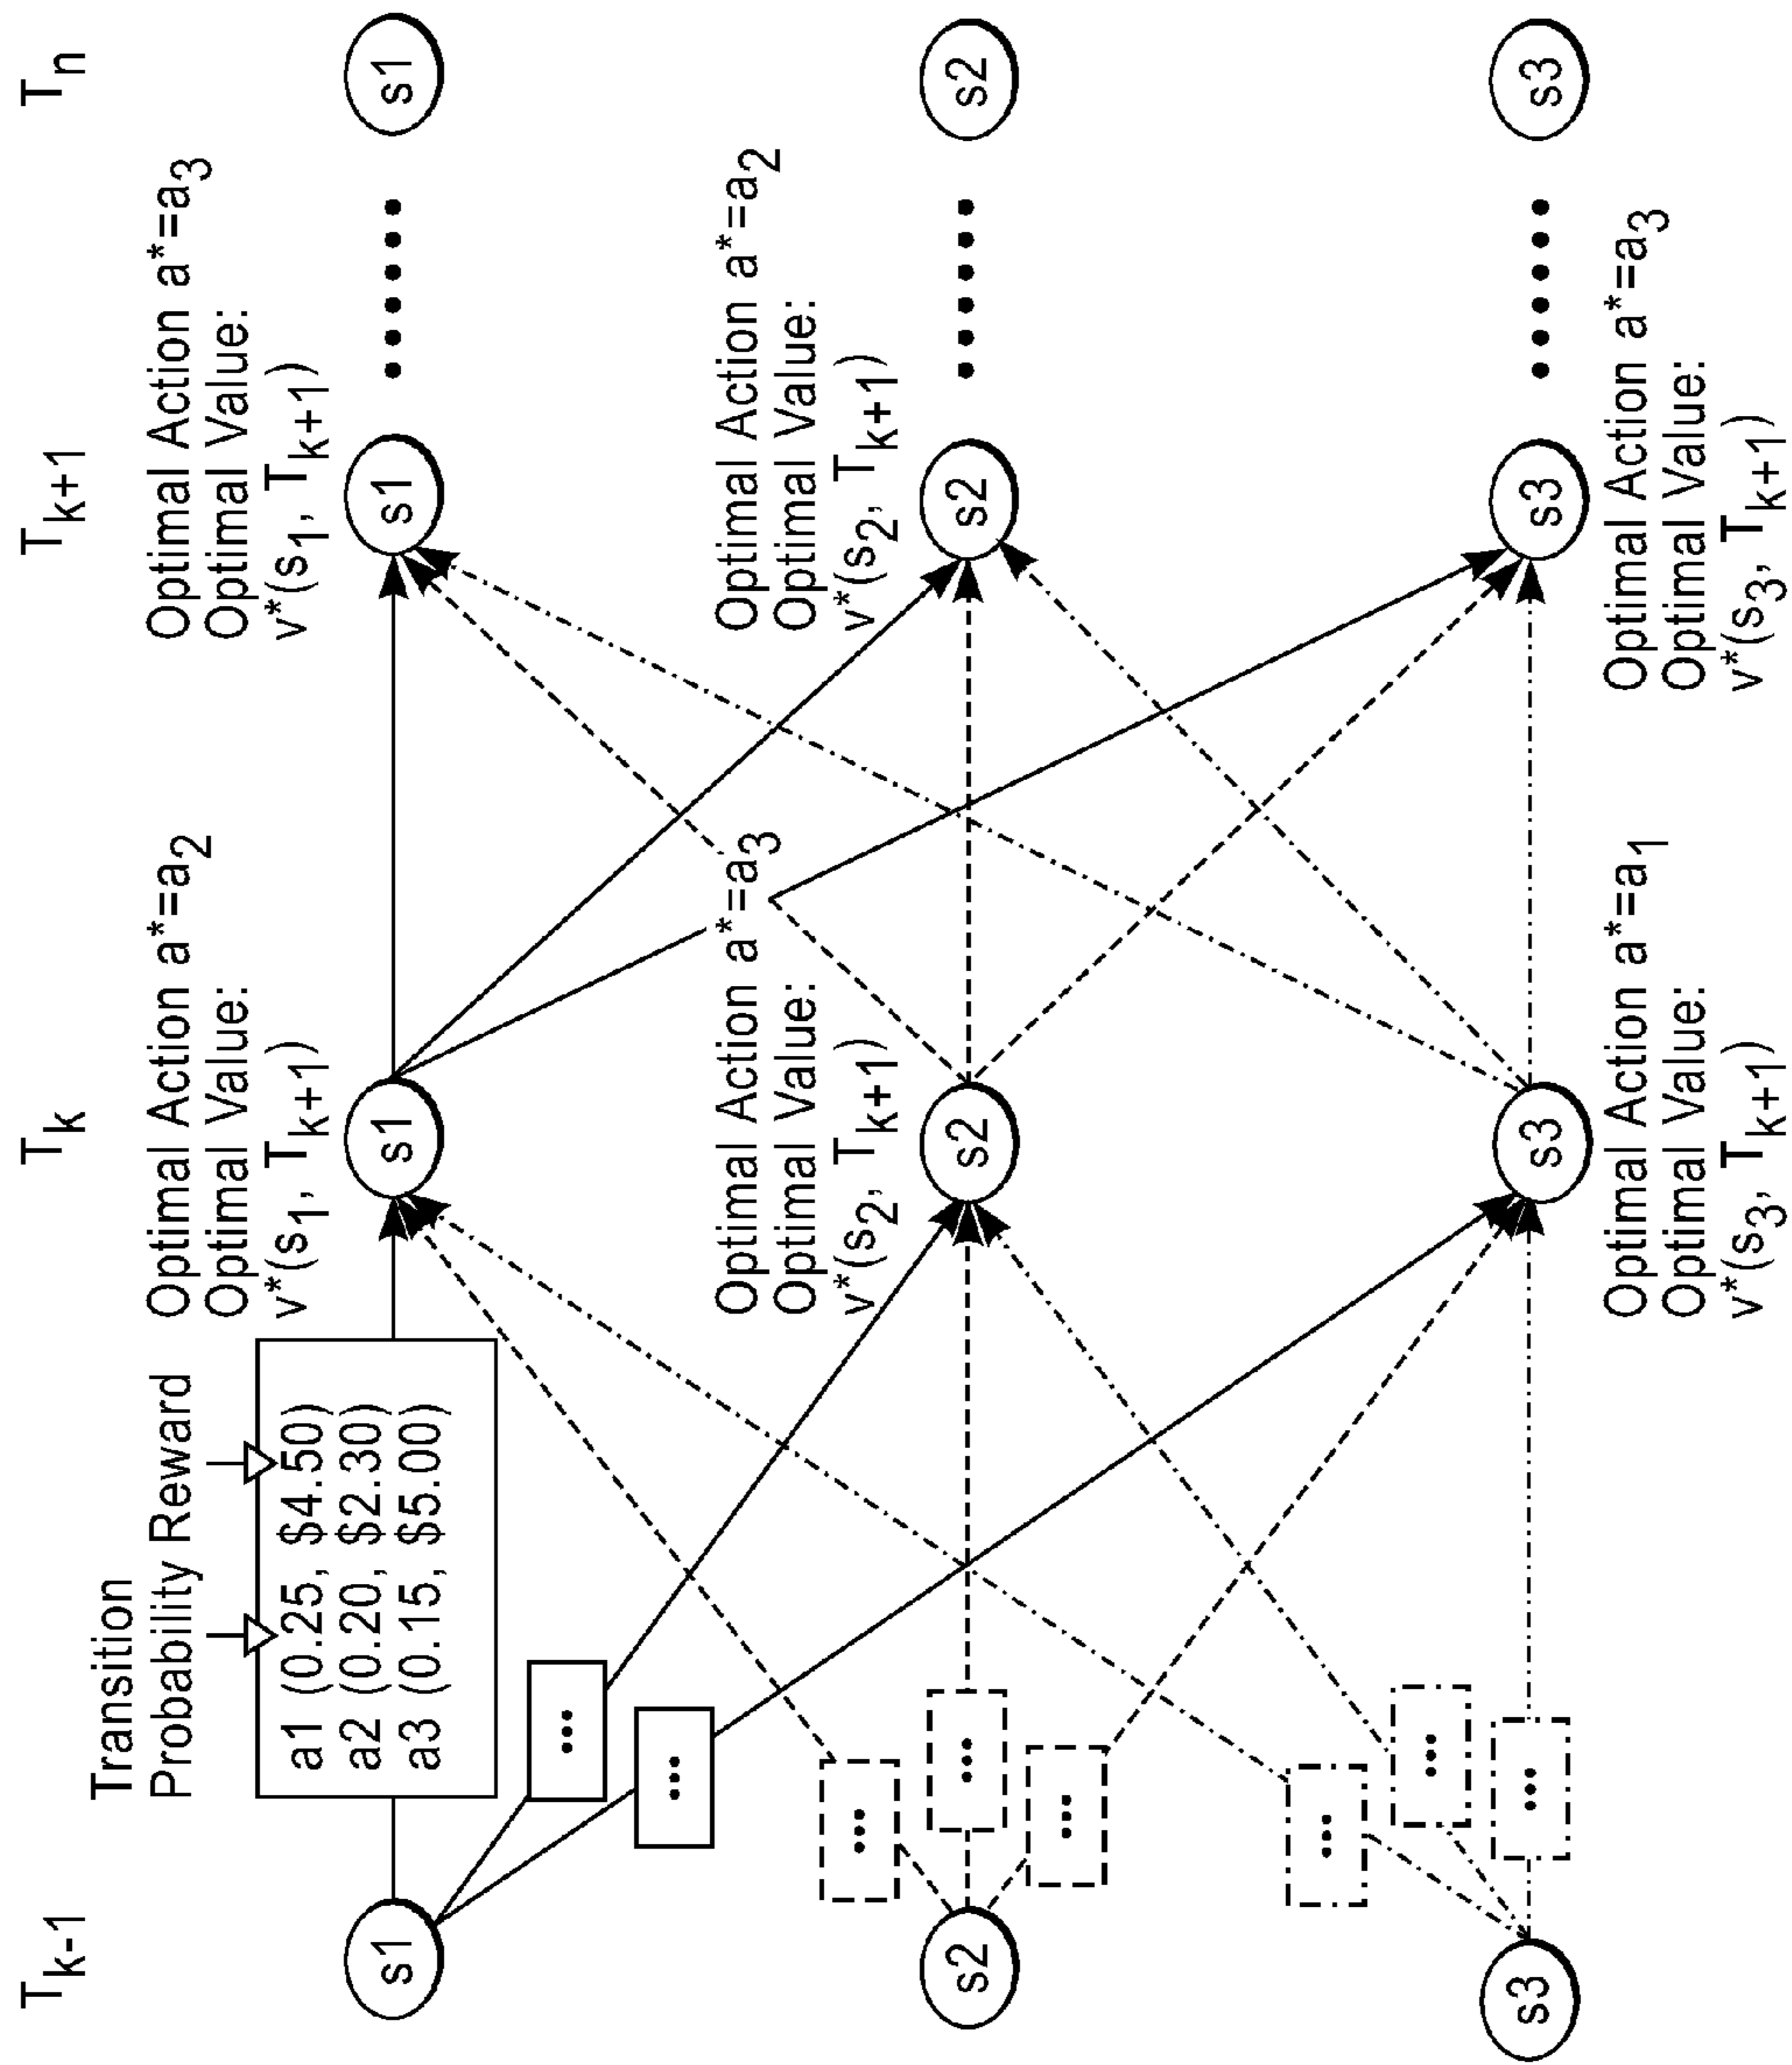 T k-1
T k
T k+1
T n
Transition
Probability Reward
a1 (0.25, $4.50)
a2 (0.20, $2.30)
a3 (0.15, $5.00)
Optimal Action a*=a2
Optimal Value:
v*(s1, Tk+1)
Optimal Action a*=a3
Optimal Value:
v*(s1, Tk+1)
s1
s1
s1
s1
...
...
Optimal Action a*=a3
Optimal Value:
v*(s2, Tk+1)
Optimal Action a*=a2
Optimal Value:
v*(s2, Tk+1)
...
s2
...
s2
s2
s2
...
...
...
s3
...
s3
s3
s3
Optimal Action a*=a1
Optimal Value:
v*(s3, Tk+1)
Optimal Action a*=a3
Optimal Value:
v*(s3, Tk+1)